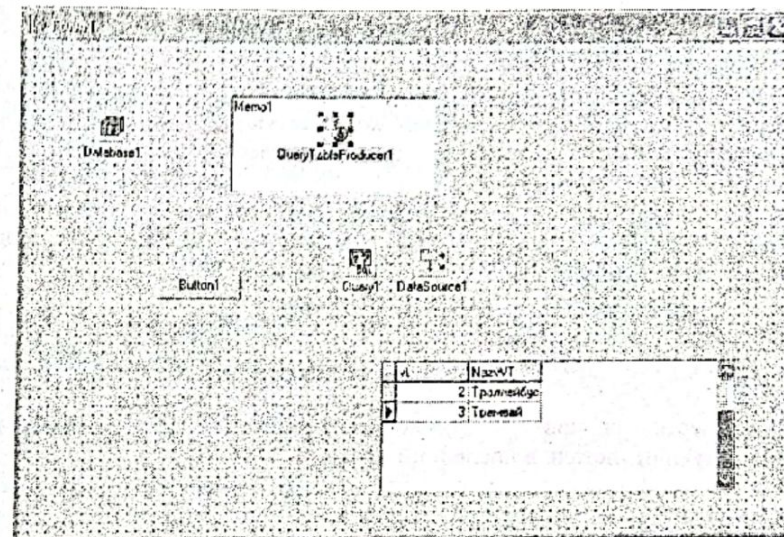 Memo1
Database1
QueryTableProducer1
Button1
Query1
DataSource1
NazvVT
2 Троллейбус
3 Трамвай